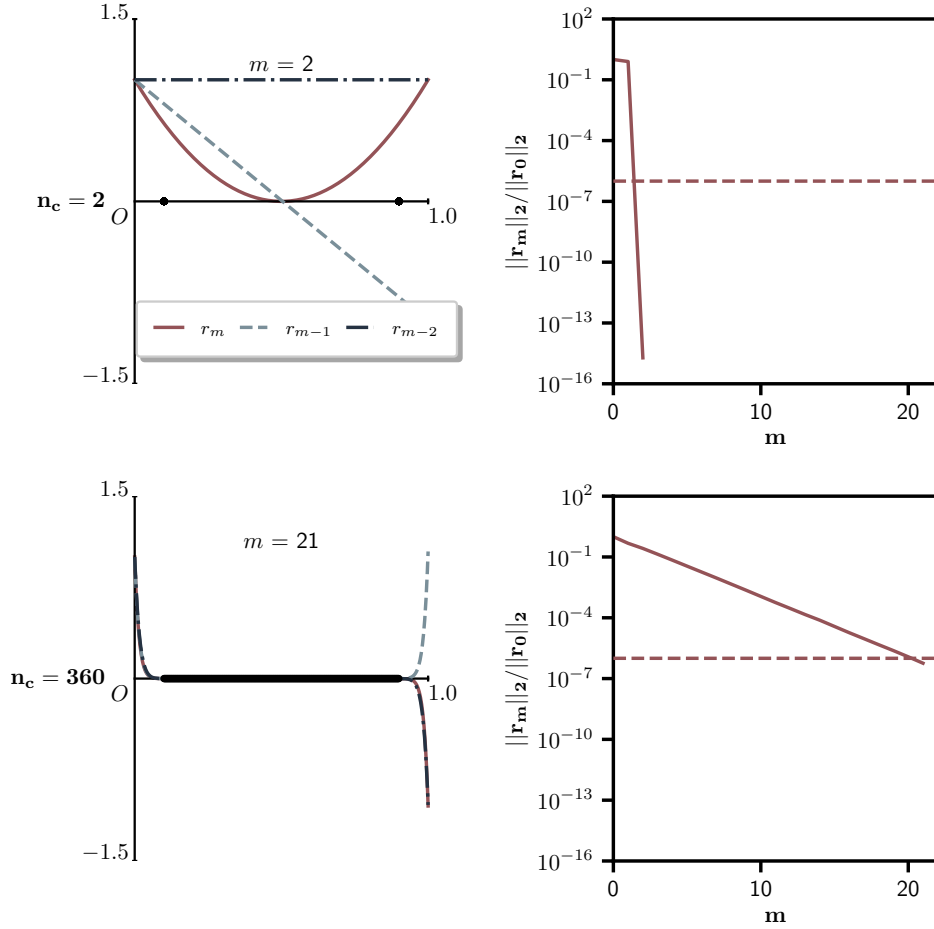 1.5
m = 2
n_c = 2
O
1.0
r_m
r_{m−1}
r_{m−2}
−1.5
10^2
10^{−1}
10^{−4}
10^{−7}
10^{−10}
10^{−13}
10^{−16}
||r_m||_2/||r_0||_2
0
10
20
m
1.5
m = 21
n_c = 360
O
1.0
−1.5
10^2
10^{−1}
10^{−4}
10^{−7}
10^{−10}
10^{−13}
10^{−16}
||r_m||_2/||r_0||_2
0
10
20
m